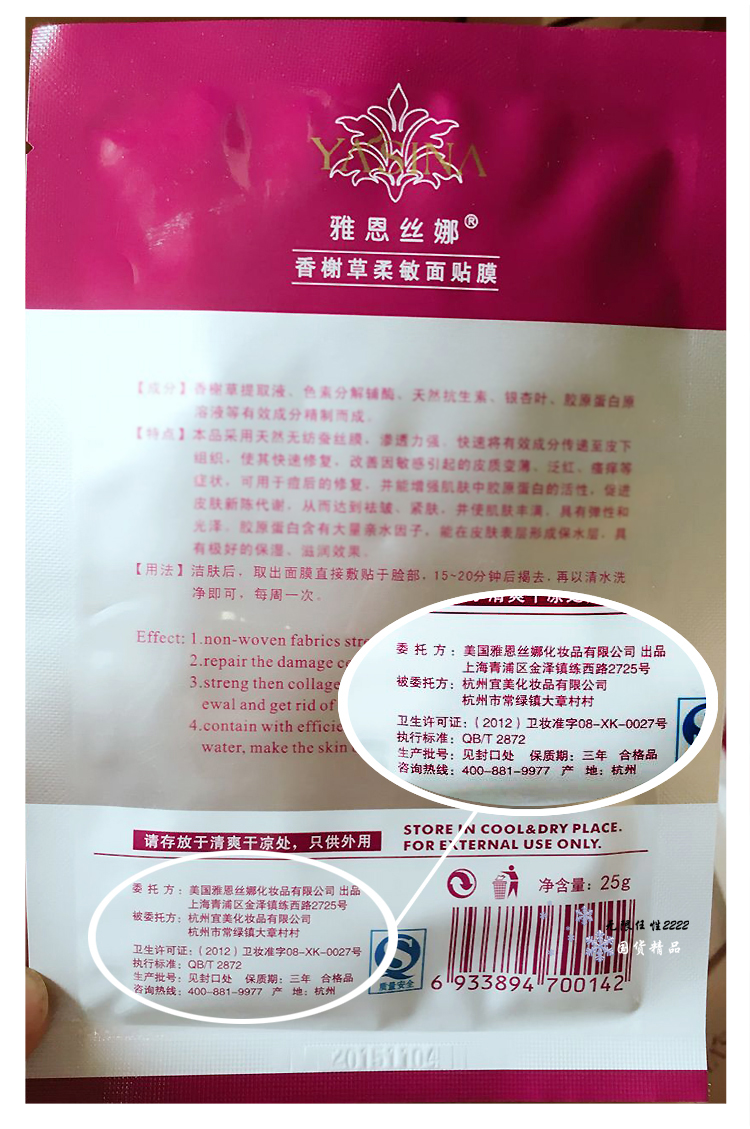 YASINA
雅恩丝娜®
香榭草柔敏面贴膜
【成分】香榭草提取液、色素分解辅酶、天然抗生素、银杏叶、胶原蛋白原
溶液等有效成分精制而成。
【特点】本品采用天然无纺蚕丝膜，渗透力强，快速将有效成分传递至皮下
组织，使其快速修复，改善因敏感引起的皮质变薄、泛红、瘙痒等
症状，可用于痘后的修复，并能增强肌肤中胶原蛋白的活性，促进
皮肤新陈代谢，从而达到祛皱、紧肤，并使肌肤丰满，具有弹性和
光泽。胶原蛋白含有大量亲水因子，能在皮肤表层形成保水层，具
有极好的保湿、滋润效果。
【用法】洁肤后，取出面膜直接敷贴于脸部，15~20分钟后揭去，再以清水洗
净即可，每周一次。
Effect: 1.non-woven fabrics
2.repair the damage
3.streng then collage
ewal and get rid of
4.contain with
water, make the skin
委托方：美国雅恩丝娜化妆品有限公司 出品
上海青浦区金泽镇练西路2725号
被委托方：杭州宜美化妆品有限公司
杭州市常绿镇大章村村
卫生许可证：(2012)卫妆准字08-XK-0027号
执行标准：QB/T 2872
生产批号：见封口处 保质期：三年 合格品
咨询热线：400-881-9977 产 地：杭州
请存放于清爽干凉处，只供外用
STORE IN COOL&DRY PLACE.
FOR EXTERNAL USE ONLY.
委托方：美国雅恩丝娜化妆品有限公司 出品
上海青浦区金泽镇练西路2725号
被委托方：杭州宜美化妆品有限公司
杭州市常绿镇大章村村
卫生许可证：(2012)卫妆准字08-XK-0027号
执行标准：QB/T 2872
生产批号：见封口处 保质期：三年 合格品
咨询热线：400-881-9977 产 地：杭州
质量安全
净含量：25g
6 933894 700142
无限任性2222
国货精品
20151104